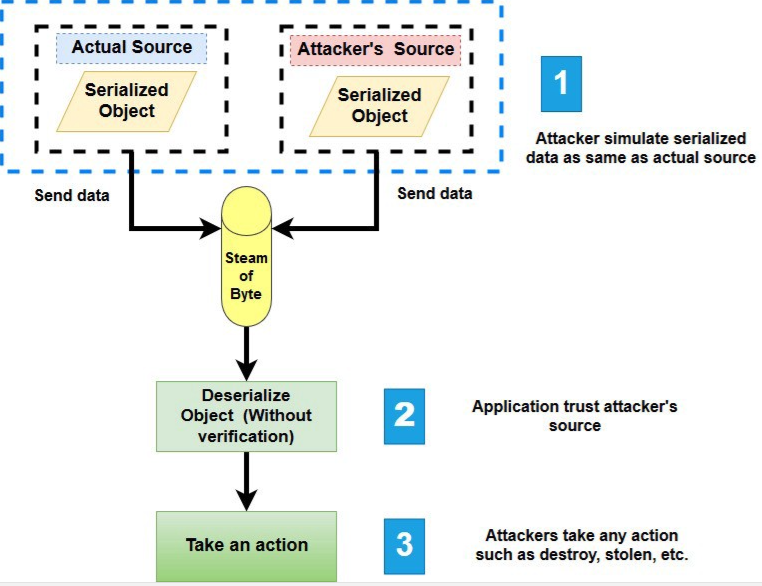 Actual Source
Attacker's Source
Serialized
Object
Serialized
Object
1
Attacker simulate serialized
data as same as actual source
Send data
Send data
Steam
of
Byte
Deserialize
Object (Without
verification)
2
Application trust attacker's
source
Take an action
3
Attackers take any action
such as destroy, stolen, etc.